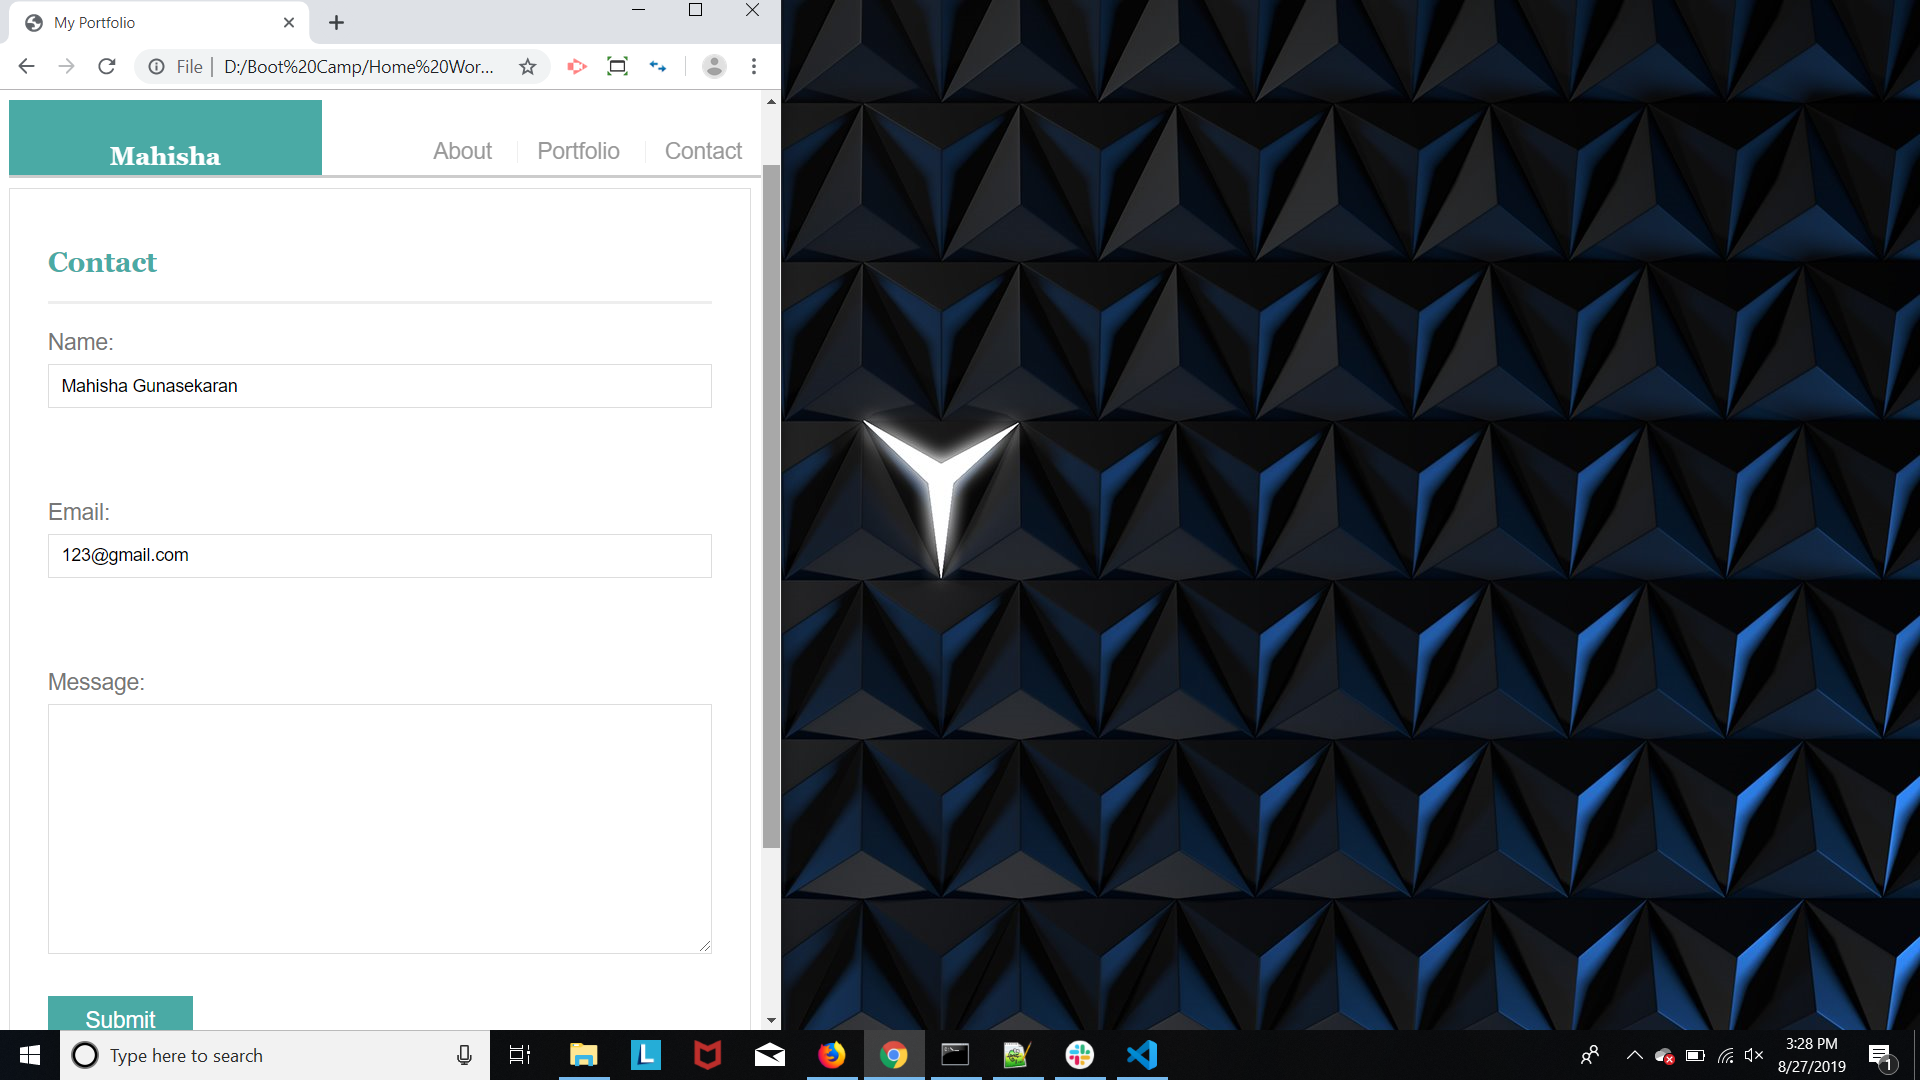 My Portfolio
File | D:/Boot%20Camp/Home%20Wor...
Mahisha
About
Portfolio
Contact
Contact
Name:
Mahisha Gunasekaran
Email:
123@gmail.com
Message:
Submit
Type here to search
L
3:28 PM
8/27/2019
1